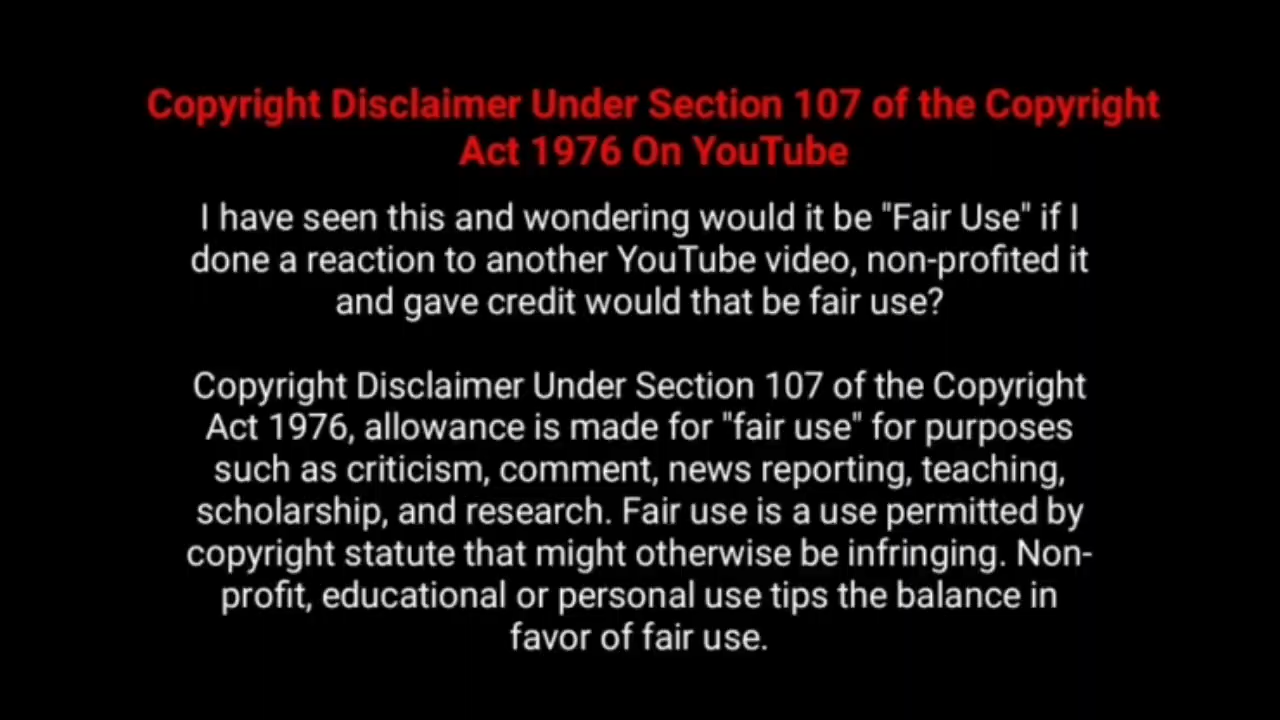 Copyright Disclaimer Under Section 107 of the Copyright
Act 1976 On YouTube
I have seen this and wondering would it be "Fair Use" if I
done a reaction to another YouTube video, non-profited it
and gave credit would that be fair use?
Copyright Disclaimer Under Section 107 of the Copyright
Act 1976, allowance is made for "fair use" for purposes
such as criticism, comment, news reporting, teaching,
scholarship, and research. Fair use is a use permitted by
copyright statute that might otherwise be infringing. Non-
profit, educational or personal use tips the balance in
favor of fair use.